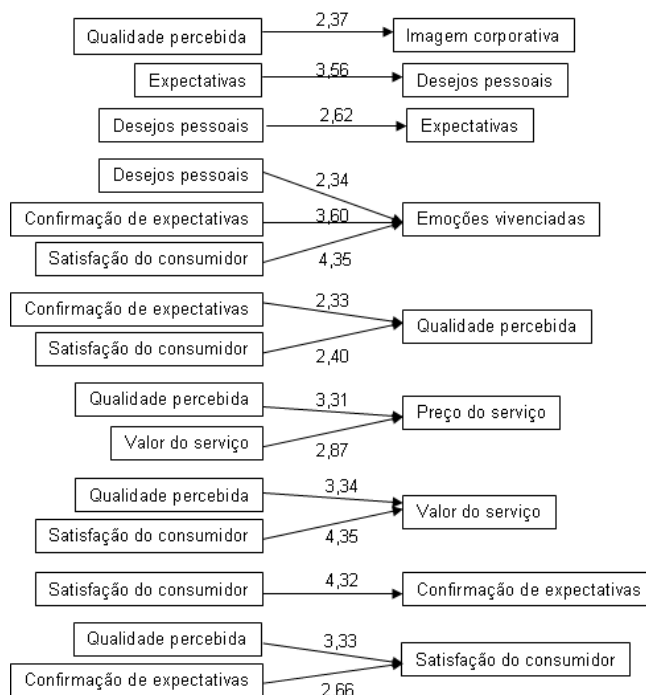 2,37
Qualidade percebida
Imagem corporativa
3,56
Expectativas
Desejos pessoais
2,62
Desejos pessoais
Expectativas
Desejos pessoais
2,34
Confirmação de expectativas
3,60
Emoções vivenciadas
Satisfação do consumidor
4,35
Confirmação de expectativas
2,33
Qualidade percebida
Satisfação do consumidor
2,40
Qualidade percebida
3,31
Preço do serviço
Valor do serviço
2,87
Qualidade percebida
3,34
Valor do serviço
Satisfação do consumidor
4,35
4,32
Satisfação do consumidor
Confirmação de expectativas
Qualidade percebida
3,33
Satisfação do consumidor
Confirmação de expectativas
2,66